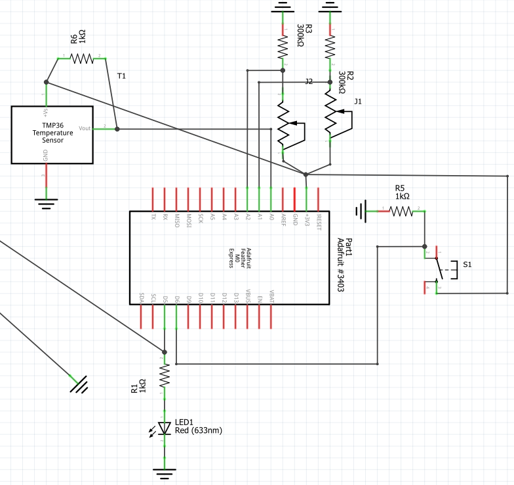 R6
1kΩ
T1
R3
300kΩ
R2
300kΩ
J2
J1
V+
TMP36
Temperature
Sensor
Vout
GND
R5
1kΩ
S1
TX
RX
MISO
MOSI
SCK
A5
A4
A3
A2
A1
A0
AREF
GND
3V3
RESET
Adafruit
Feather
M0
Express
Part1
Adafruit #3403
SDA
SCL
D5
D6
D9
D10
D11
D12
D13
VBUS
EN
VBAT
R1
1kΩ
LED1
Red (633nm)